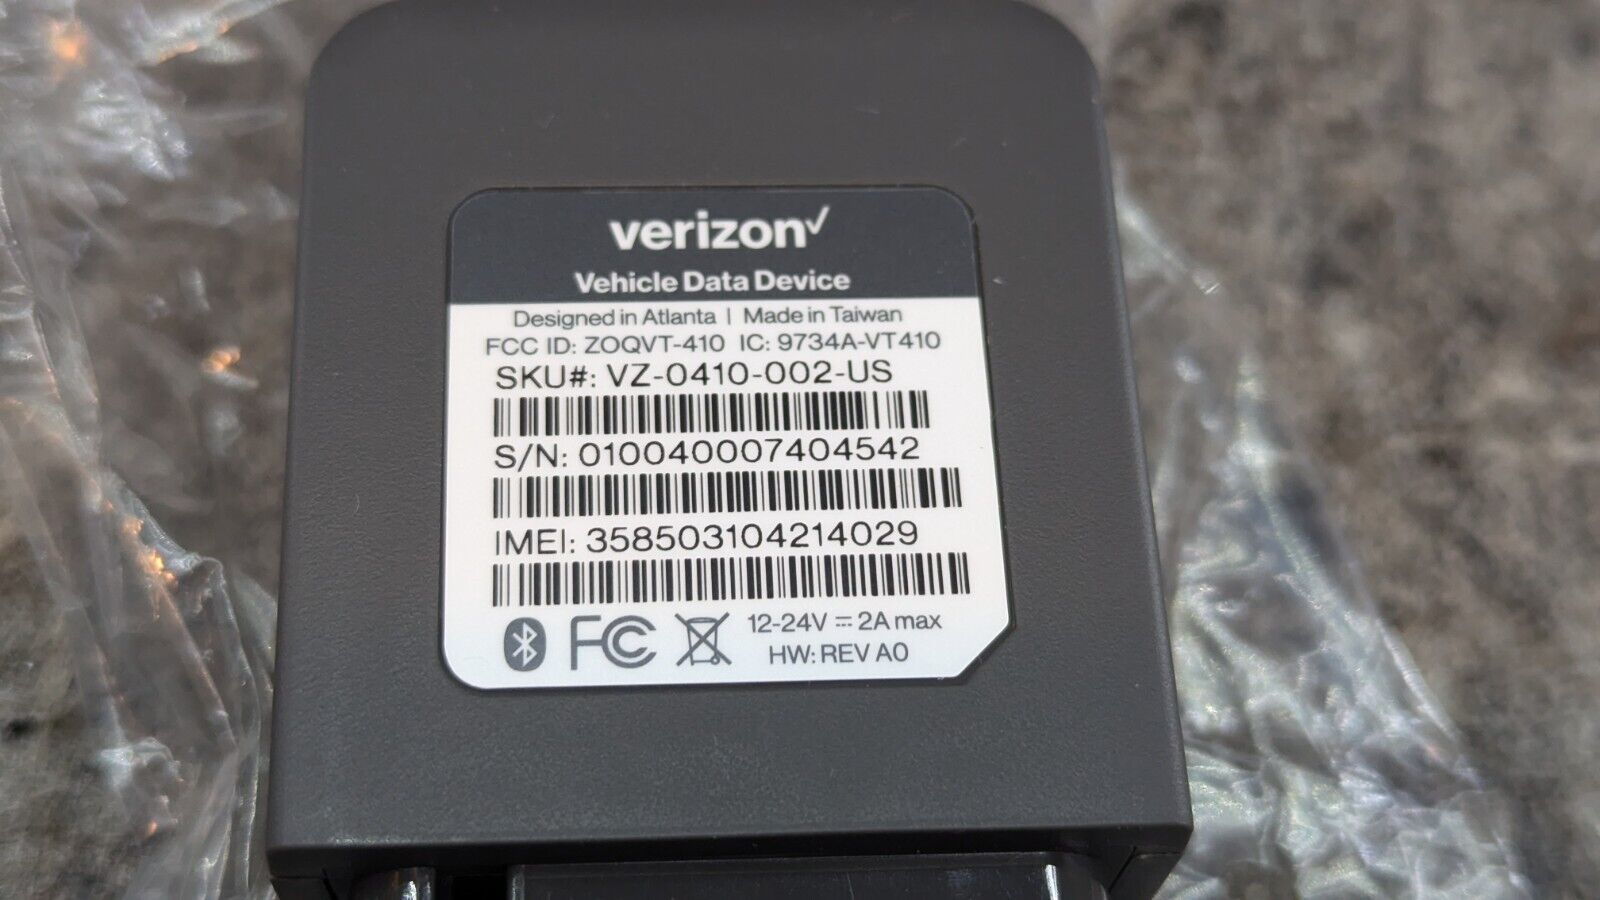 verizon✓
Vehicle Data Device
Designed in Atlanta | Made in Taiwan
FCC ID: ZOQVT-410 IC: 9734A-VT410
SKU#: VZ-0410-002-US
S/N: 010040007404542
IMEI: 358503104214029
FC 12-24V ⎓ 2A max
HW: REV A0